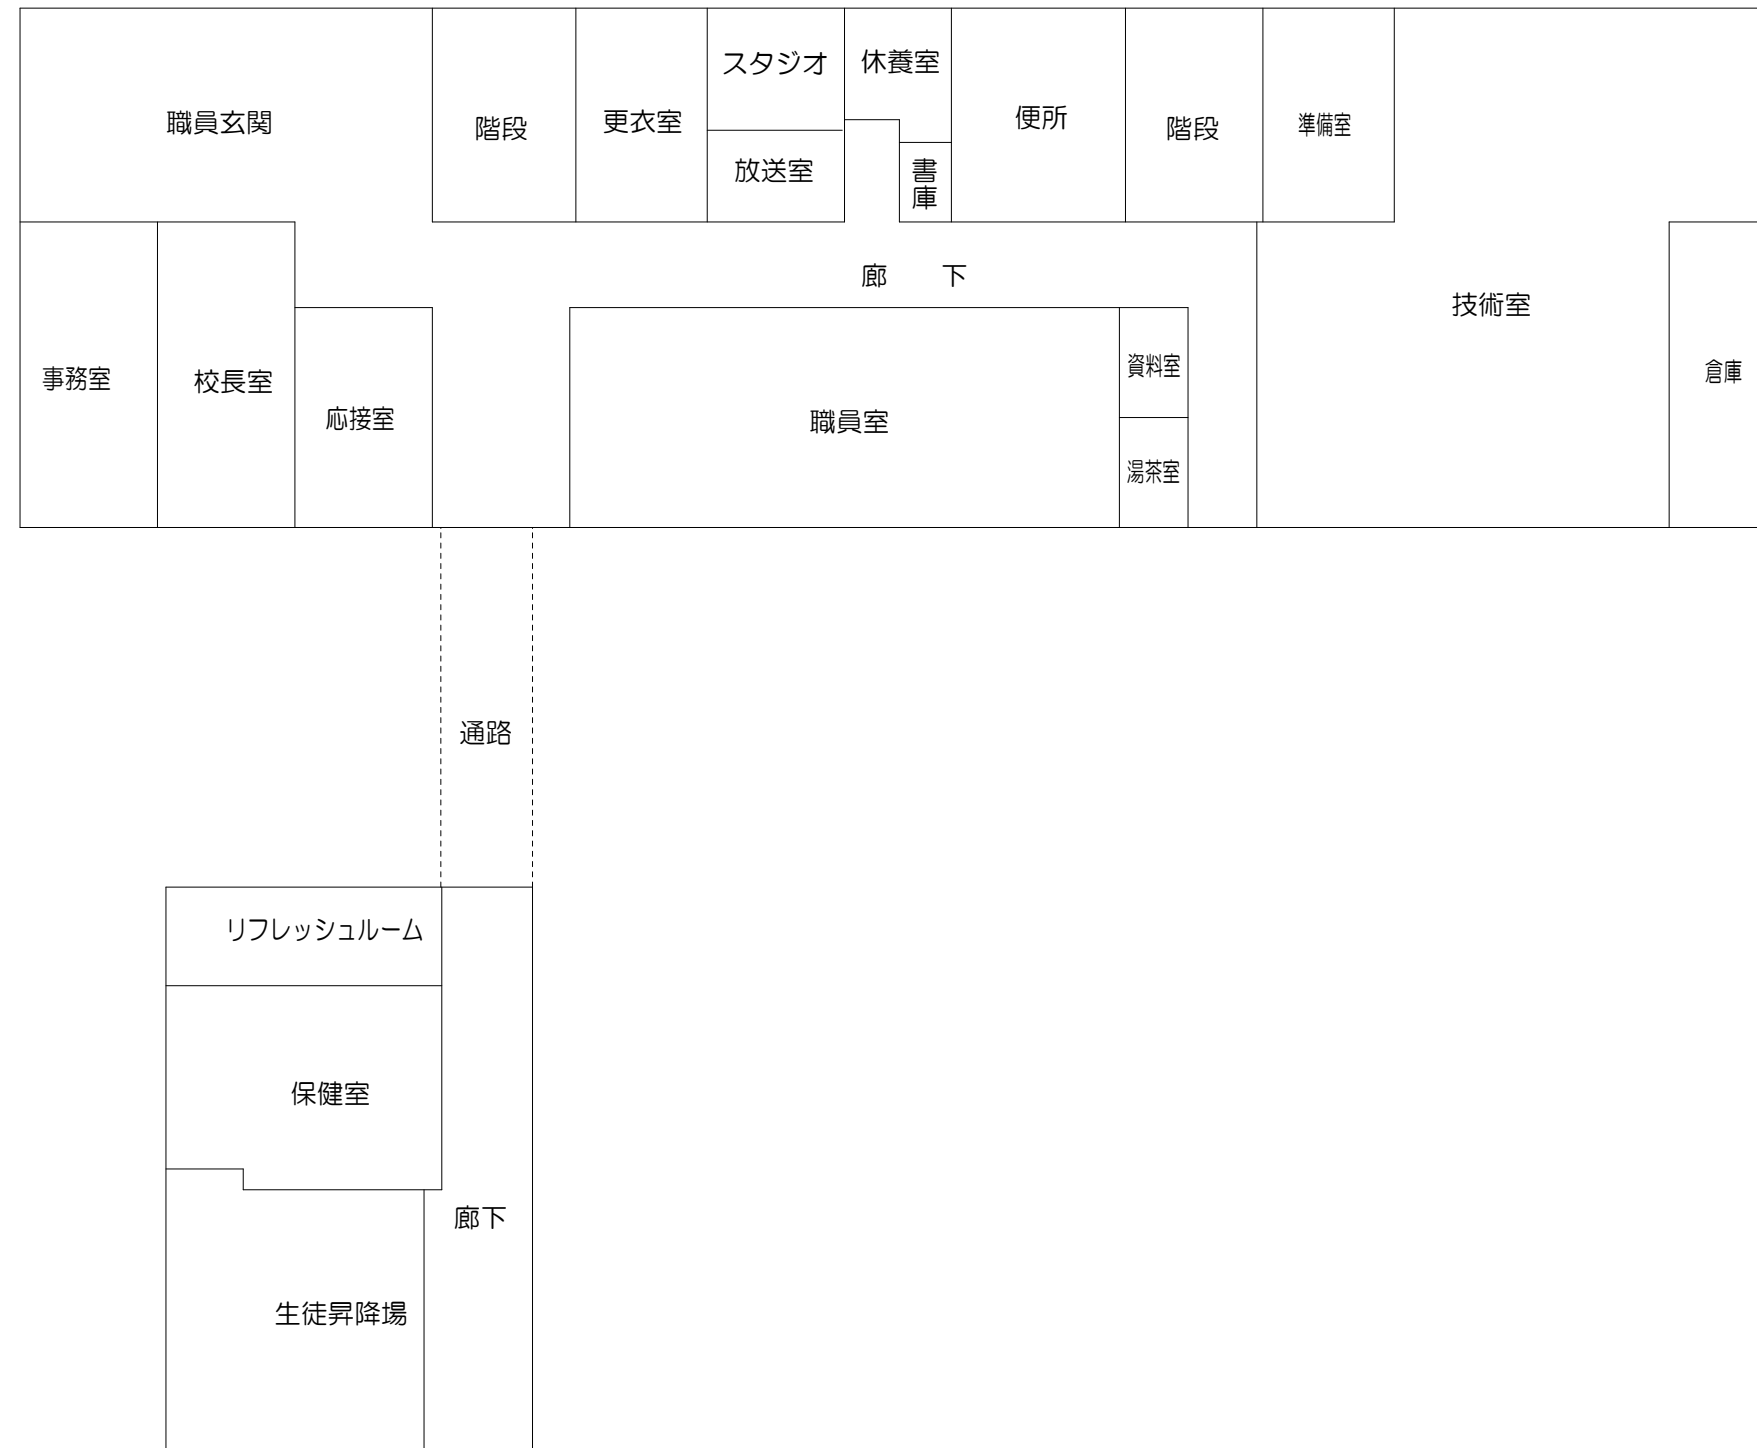 スタジオ
休養室
職員玄関
階段
更衣室
便所
階段
準備室
放送室
書庫
廊　下
技術室
事務室
校長室
応接室
職員室
資料室
倉庫
湯茶室
通路
リフレッシュルーム
保健室
廊下
生徒昇降場